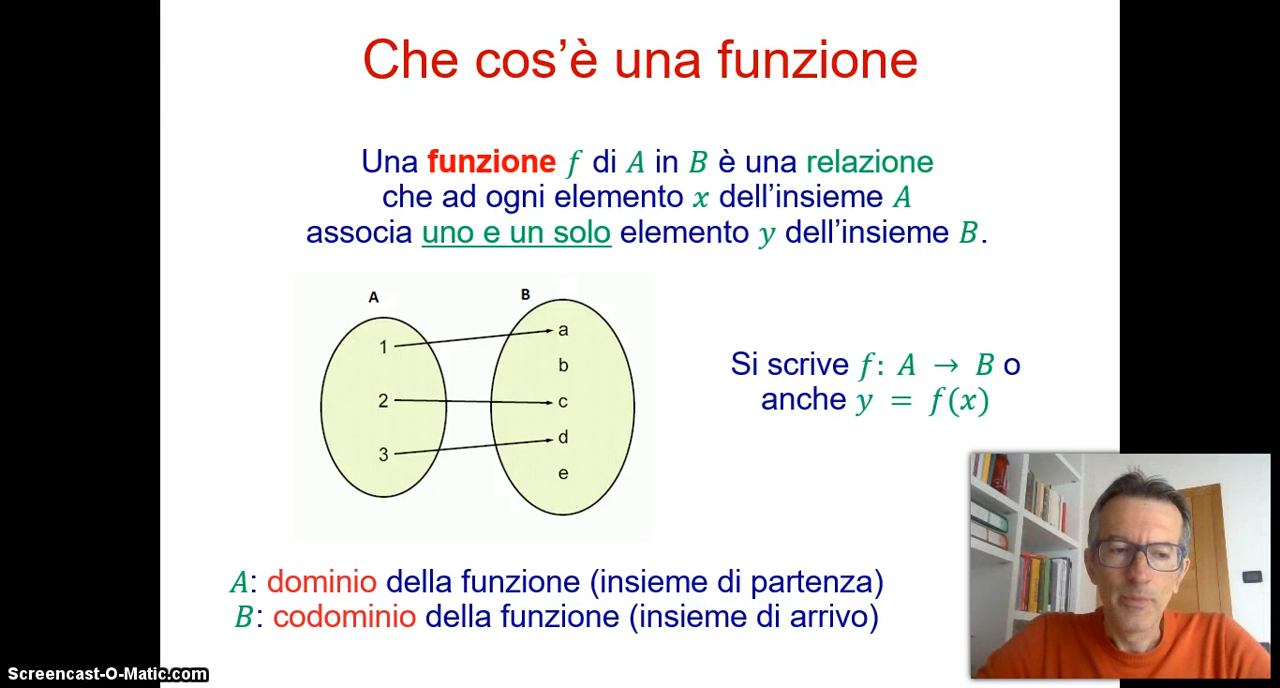 Che cos’è una funzione
Una funzione f di A in B è una relazione
che ad ogni elemento x dell’insieme A
associa uno e un solo elemento y dell’insieme B.
A
B
1
2
3
a
b
c
d
e
Si scrive f: A → B o
anche y = f(x)
A: dominio della funzione (insieme di partenza)
B: codominio della funzione (insieme di arrivo)
Screencast-O-Matic.com